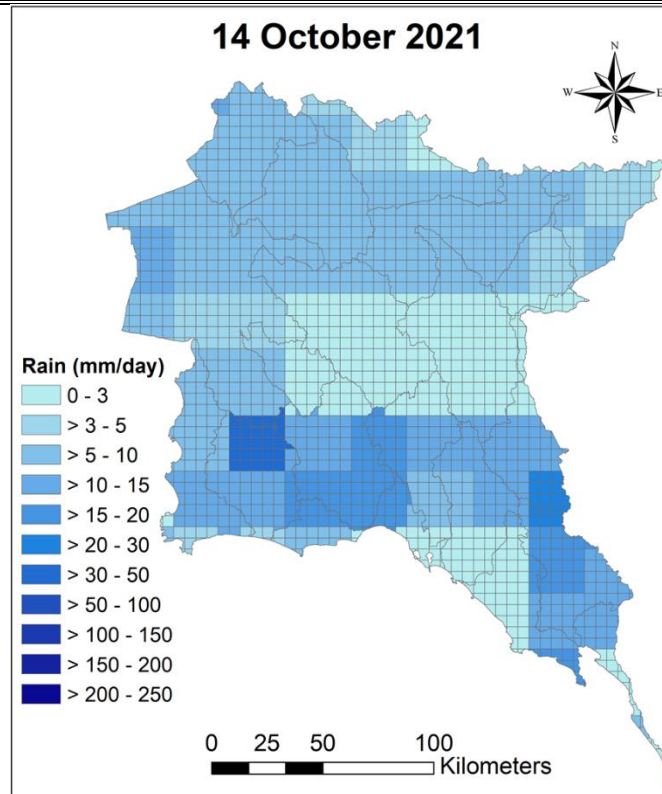 14 October 2021
N
W E
S
Rain (mm/day)
0 - 3
> 3 - 5
> 5 - 10
> 10 - 15
> 15 - 20
> 20 - 30
> 30 - 50
> 50 - 100
> 100 - 150
> 150 - 200
> 200 - 250
0 25 50 100
Kilometers